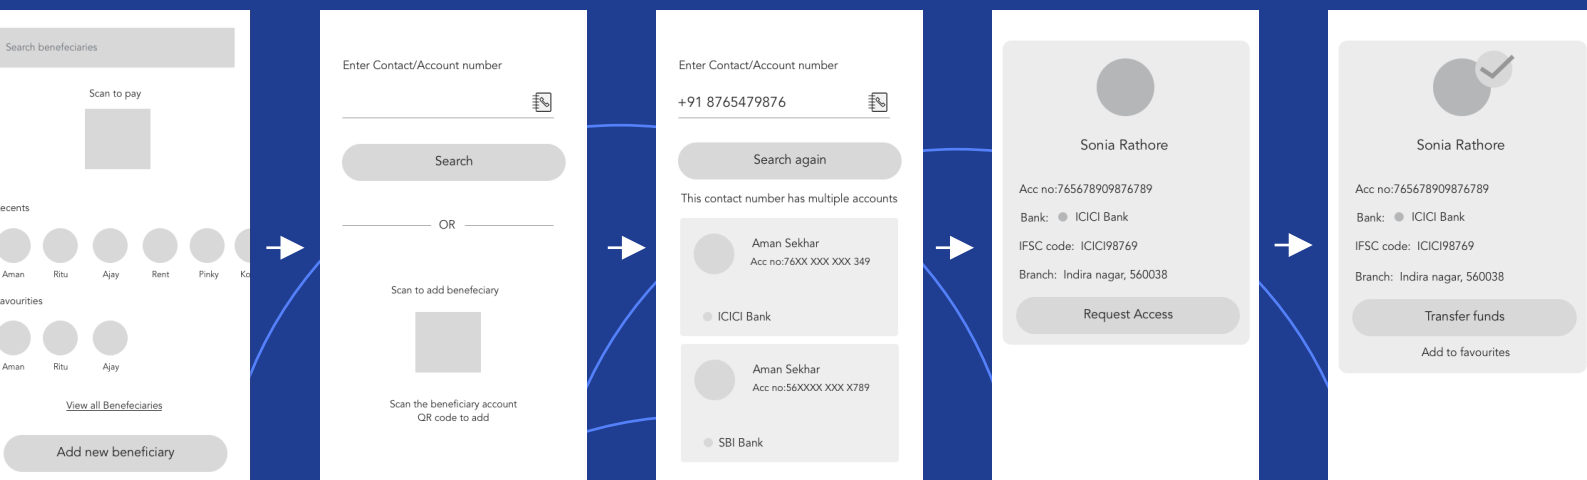 Search benefeciaries
Scan to pay
ecents
Aman Ritu Ajay Rent Pinky Ko
avourities
Aman Ritu Ajay
View all Benefeciaries
Add new beneficiary
Enter Contact/Account number
Search
OR
Scan to add benefeciary
Scan the beneficiary account
QR code to add
Enter Contact/Account number
+91 8765479876
Search again
This contact number has multiple accounts
Aman Sekhar
Acc no:76XX XXX XXX 349
ICICI Bank
Aman Sekhar
Acc no:56XXXX XXX X789
SBI Bank
Sonia Rathore
Acc no:765678909876789
Bank: ICICI Bank
IFSC code: ICICI98769
Branch: Indira nagar, 560038
Request Access
Sonia Rathore
Acc no:765678909876789
Bank: ICICI Bank
IFSC code: ICICI98769
Branch: Indira nagar, 560038
Transfer funds
Add to favourites